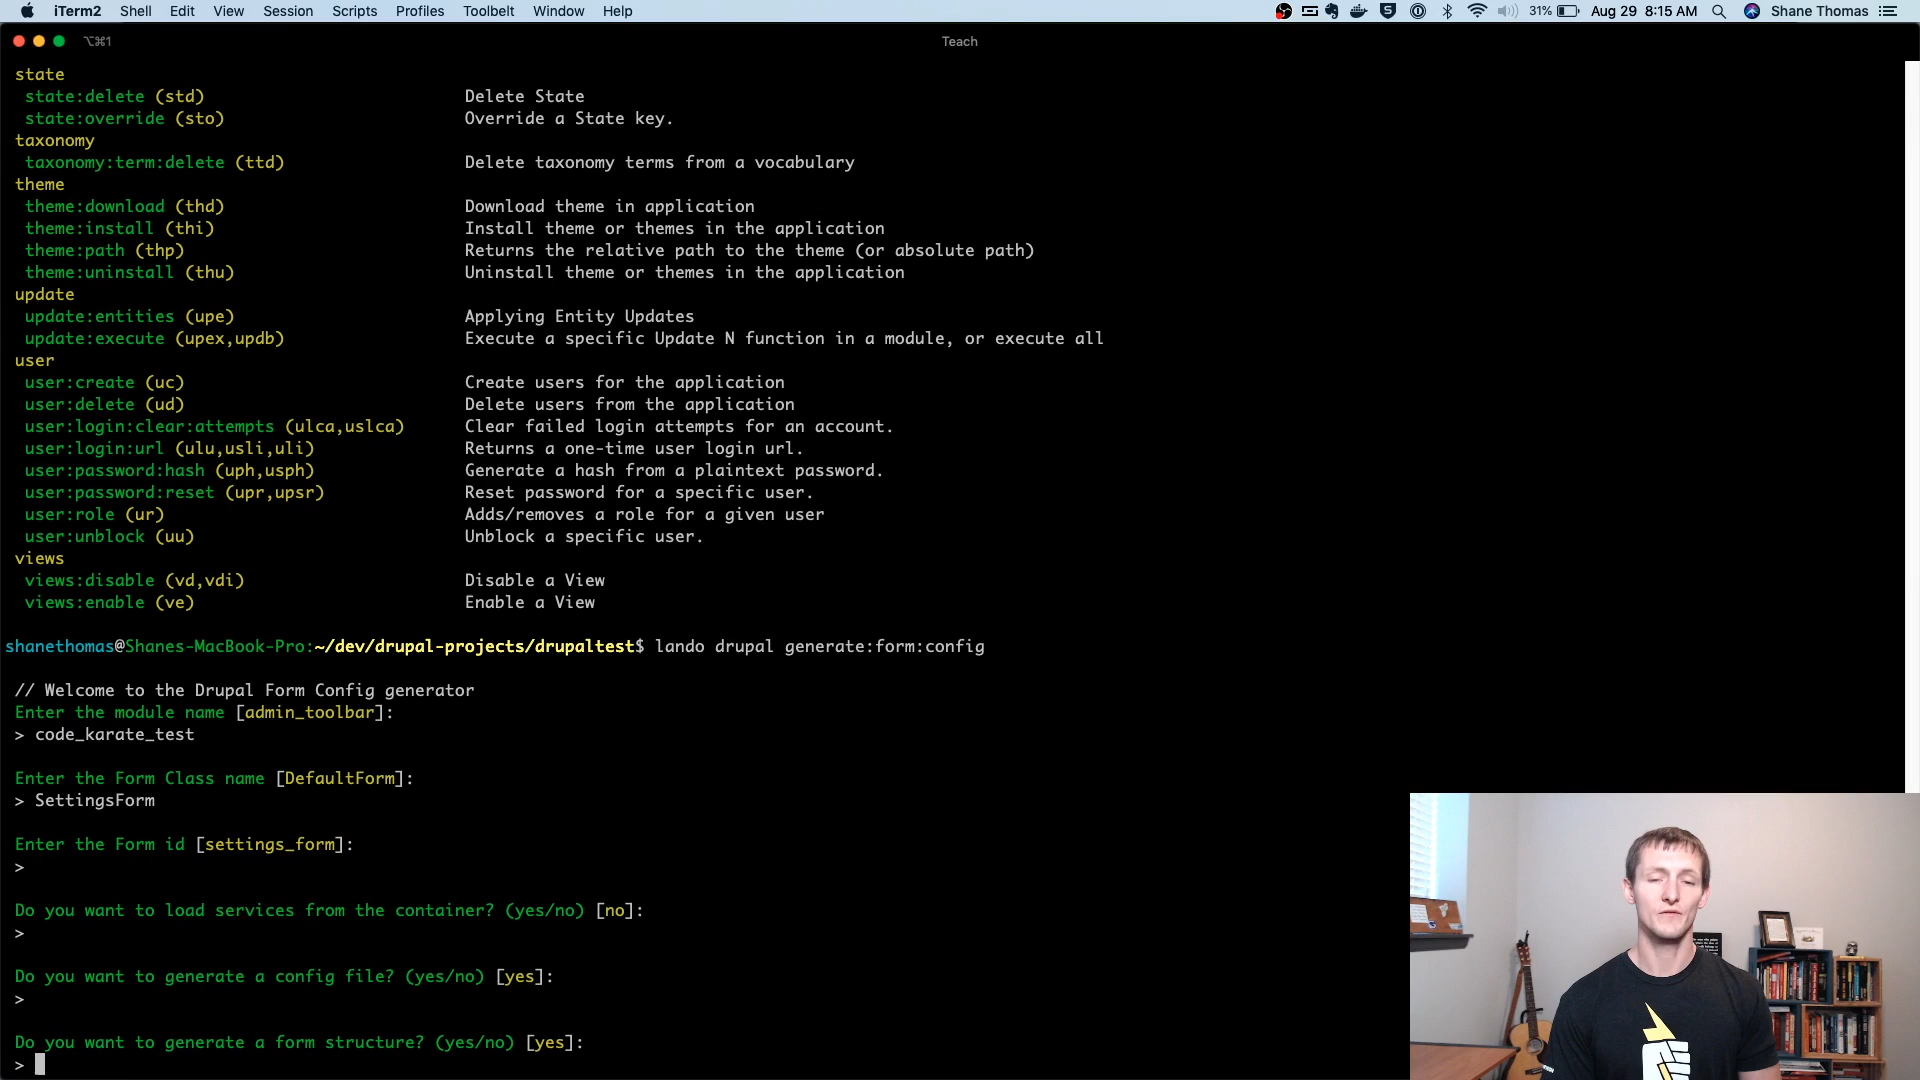 iTerm2 Shell Edit View Session Scripts Profiles Toolbelt Window Help 31% Aug 29 8:15 AM Shane Thomas
⌥⌘1 Teach
state
state:delete (std) Delete State
state:override (sto) Override a State key.
taxonomy
taxonomy:term:delete (ttd) Delete taxonomy terms from a vocabulary
theme
theme:download (thd) Download theme in application
theme:install (thi) Install theme or themes in the application
theme:path (thp) Returns the relative path to the theme (or absolute path)
theme:uninstall (thu) Uninstall theme or themes in the application
update
update:entities (upe) Applying Entity Updates
update:execute (upex,updb) Execute a specific Update N function in a module, or execute all
user
user:create (uc) Create users for the application
user:delete (ud) Delete users from the application
user:login:clear:attempts (ulca,uslca) Clear failed login attempts for an account.
user:login:url (ulu,usli,uli) Returns a one-time user login url.
user:password:hash (uph,usph) Generate a hash from a plaintext password.
user:password:reset (upr,upsr) Reset password for a specific user.
user:role (ur) Adds/removes a role for a given user
user:unblock (uu) Unblock a specific user.
views
views:disable (vd,vdi) Disable a View
views:enable (ve) Enable a View
shanethomas@Shanes-MacBook-Pro:~/dev/drupal-projects/drupaltest$ lando drupal generate:form:config
// Welcome to the Drupal Form Config generator
Enter the module name [admin_toolbar]:
> code_karate_test
Enter the Form Class name [DefaultForm]:
> SettingsForm
Enter the Form id [settings_form]:
>
Do you want to load services from the container? (yes/no) [no]:
>
Do you want to generate a config file? (yes/no) [yes]:
>
Do you want to generate a form structure? (yes/no) [yes]:
>